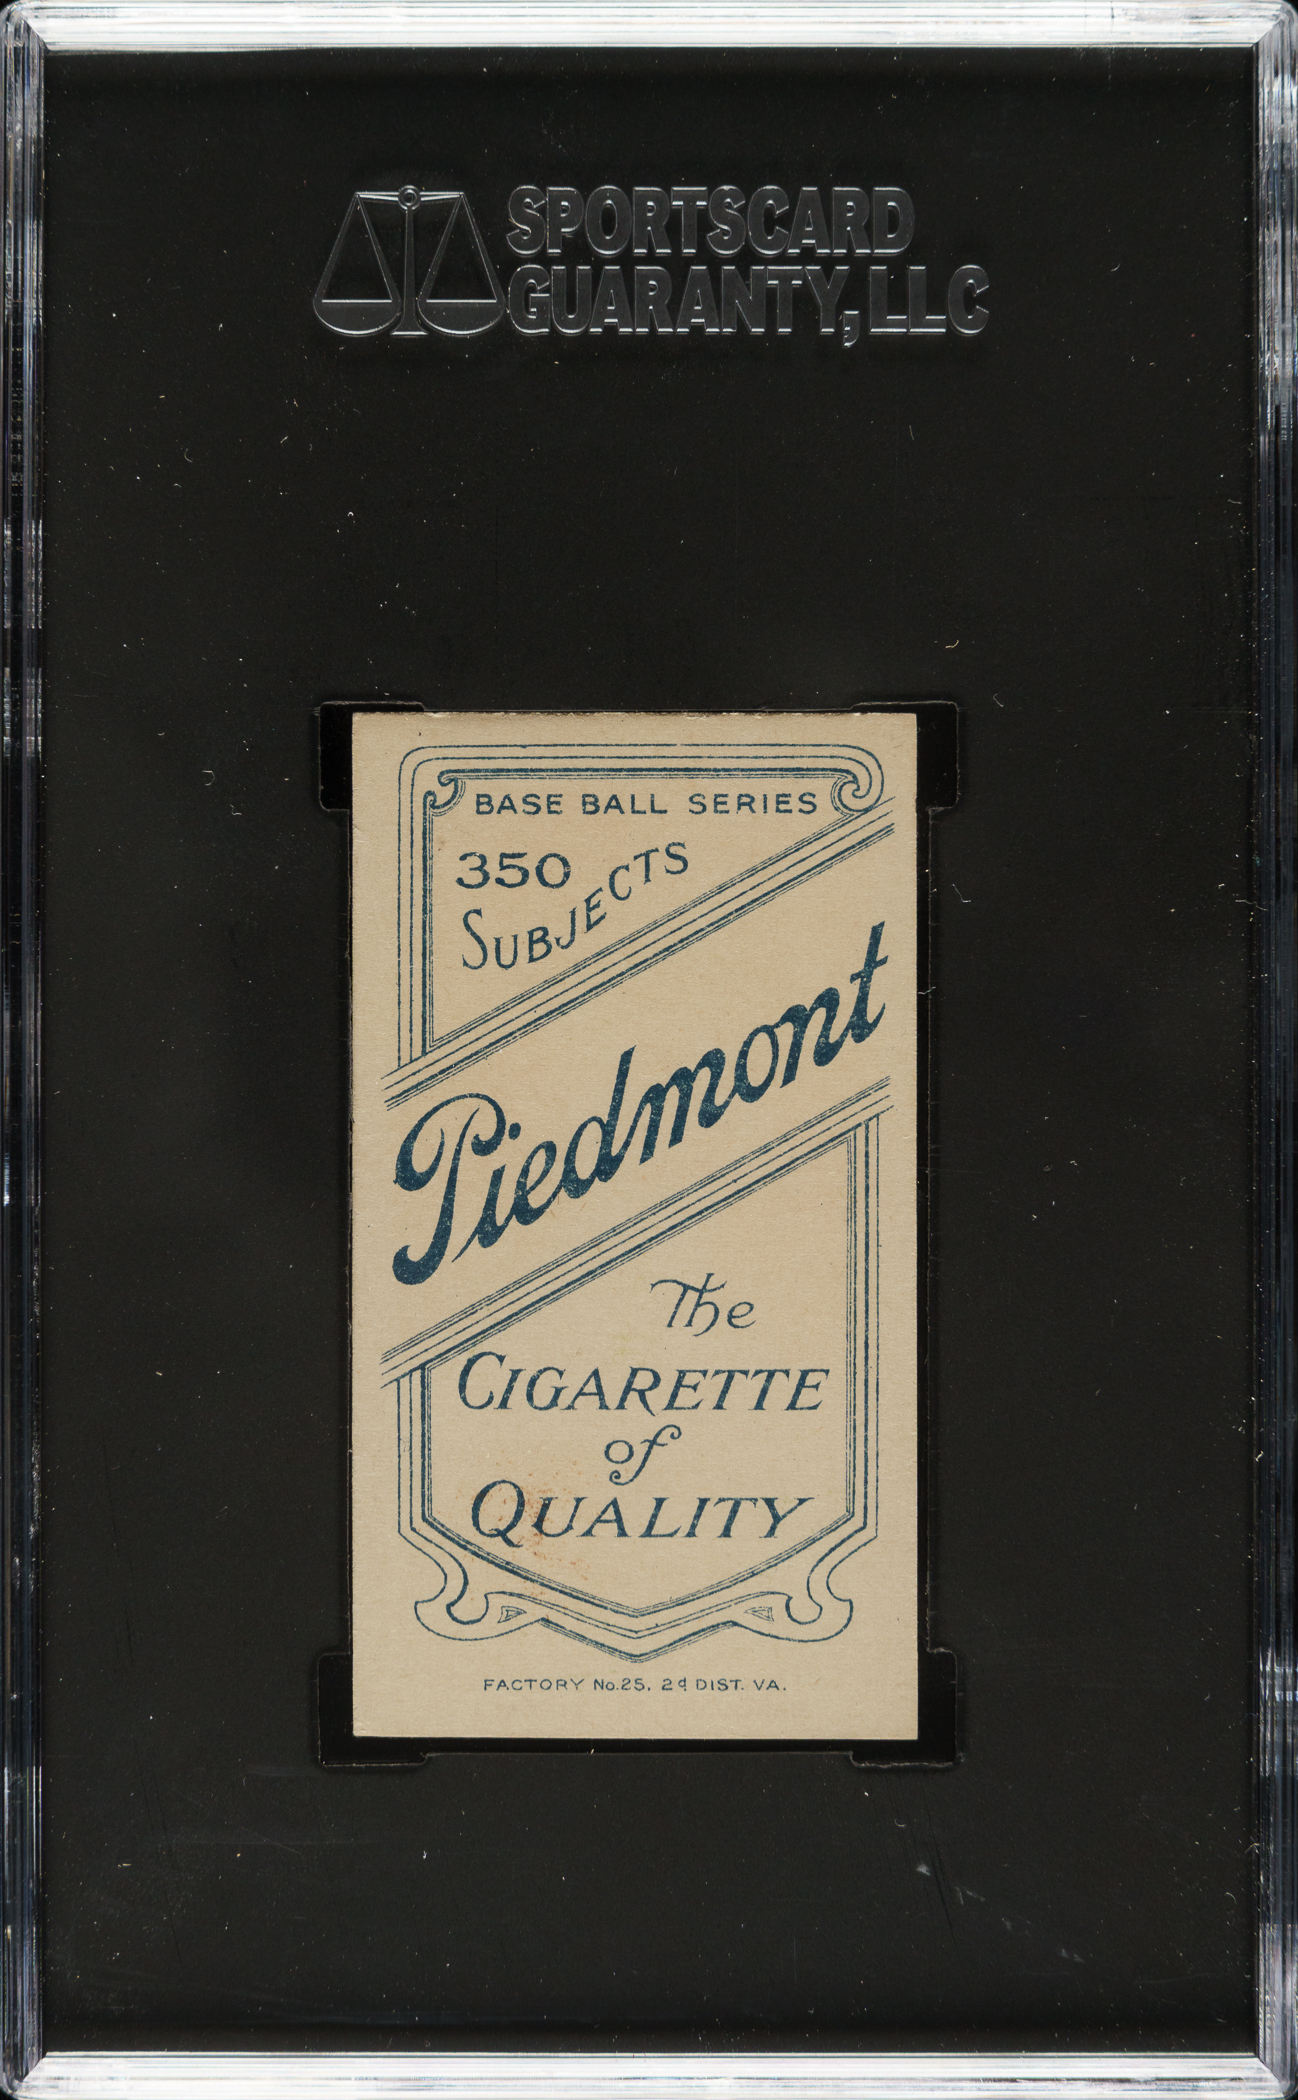 SPORTSCARD
GUARANTY, LLC
BASE BALL SERIES
350
SUBJECTS
Piedmont
The
CIGARETTE
of
QUALITY
FACTORY No. 25, 2d DIST. VA.